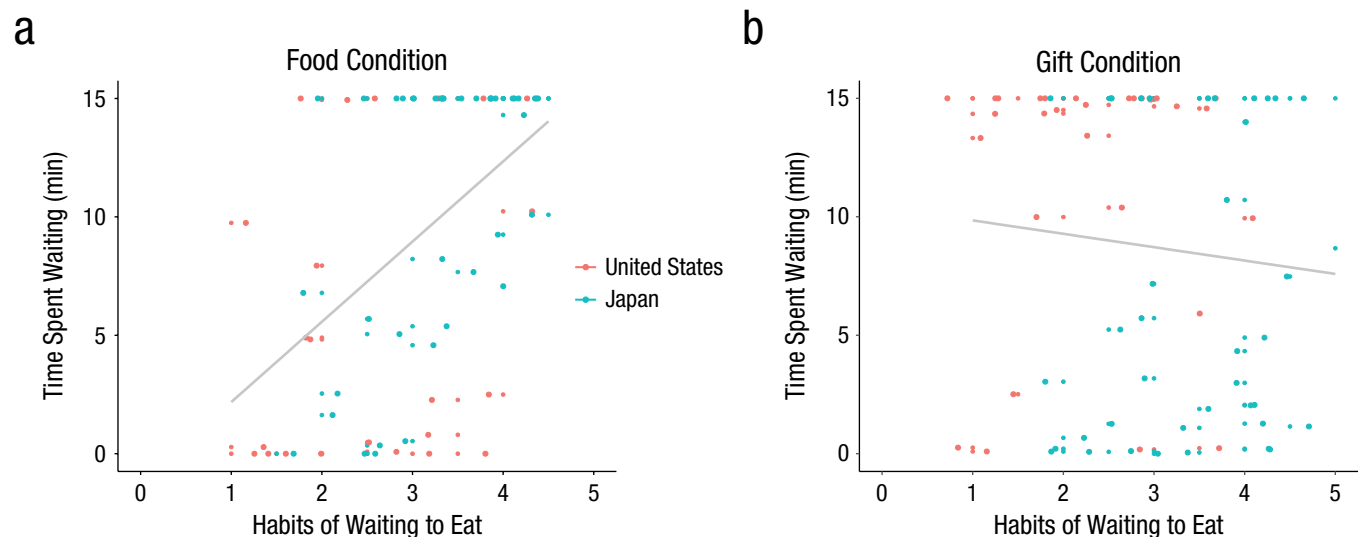 a
Food Condition
Time Spent Waiting (min)
15
10
5
0
0 1 2 3 4 5
Habits of Waiting to Eat
United States
Japan
b
Gift Condition
Time Spent Waiting (min)
15
10
5
0
0 1 2 3 4 5
Habits of Waiting to Eat